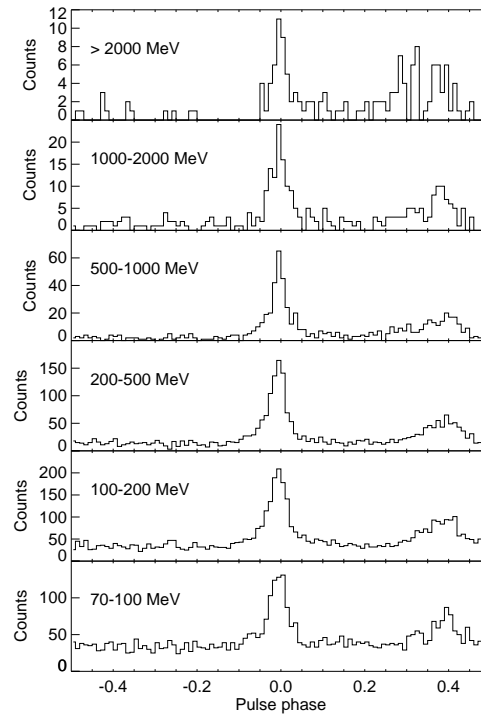 12
10
8
6
4
2
0
Counts
> 2000 MeV
20
15
10
5
0
Counts
1000-2000 MeV
60
40
20
0
Counts
500-1000 MeV
150
100
50
0
Counts
200-500 MeV
200
150
100
50
0
Counts
100-200 MeV
100
50
0
Counts
70-100 MeV
-0.4 -0.2 0.0 0.2 0.4
Pulse phase